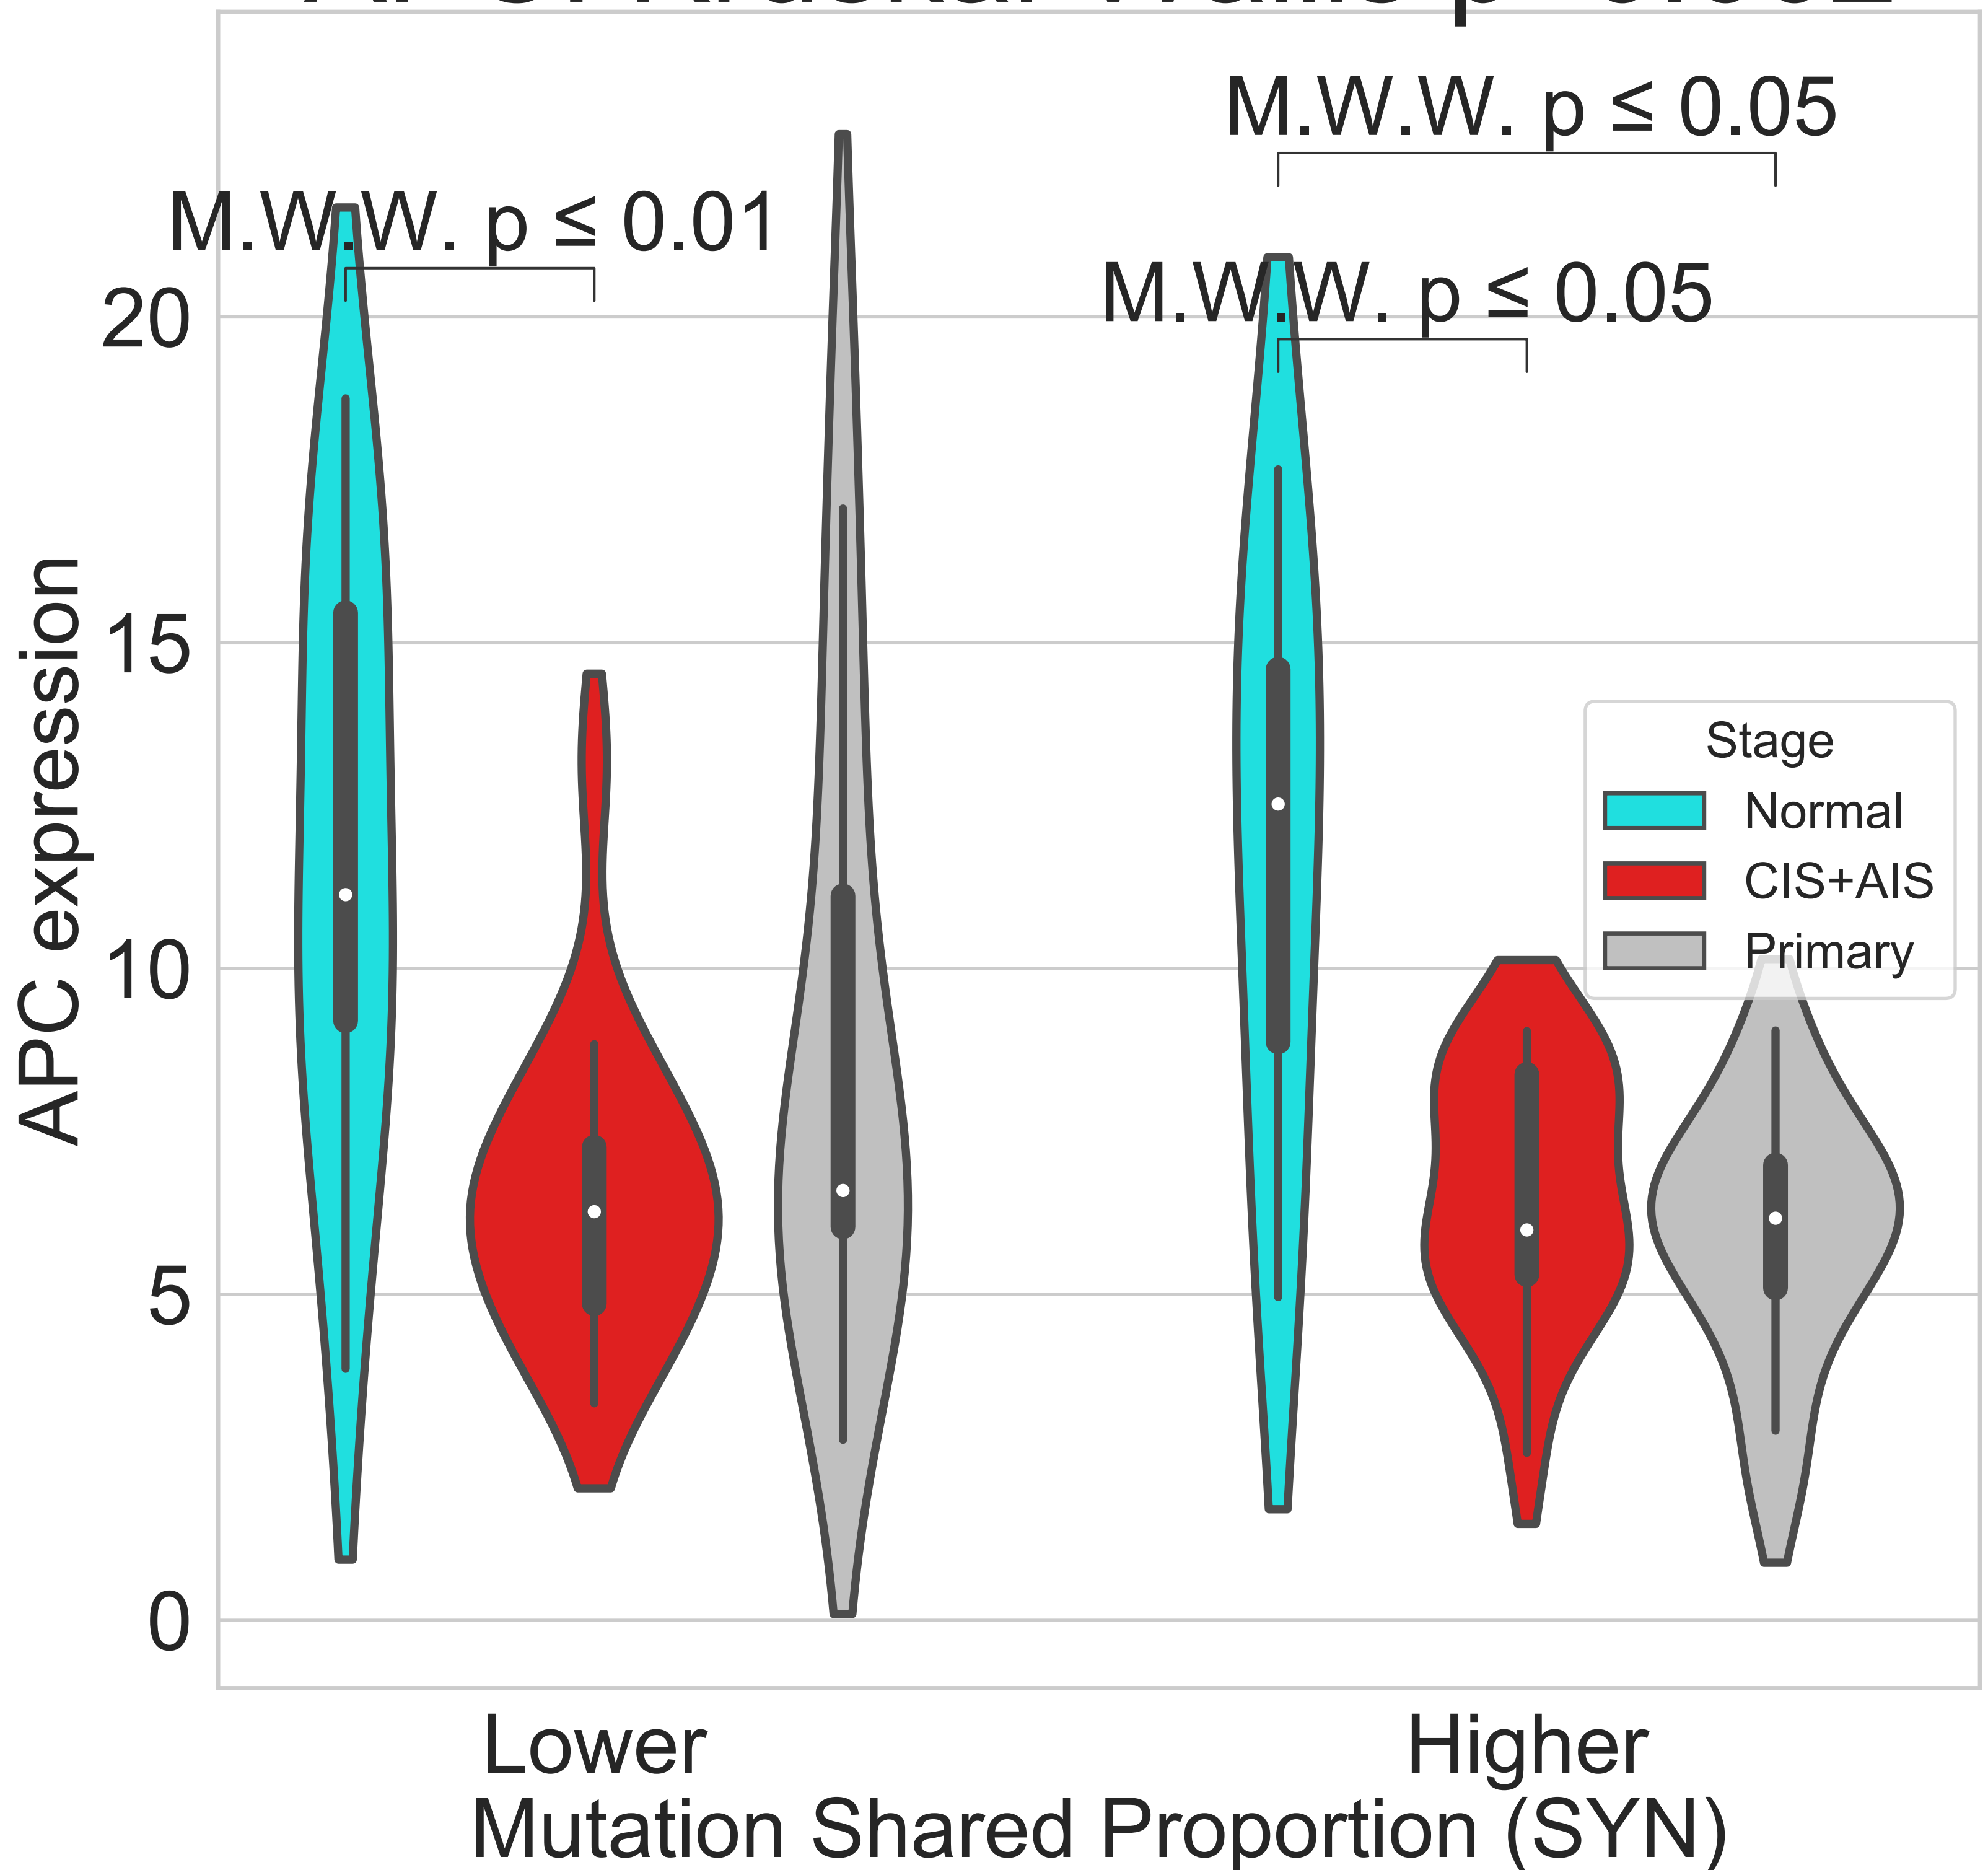 M.W.W. p ≤ 0.05
M.W.W. p ≤ 0.01
M.W.W. p ≤ 0.05
20
15
10
5
0
APC expression
Stage
Normal
CIS+AIS
Primary
Lower
Higher
Mutation Shared Proportion (SYN)